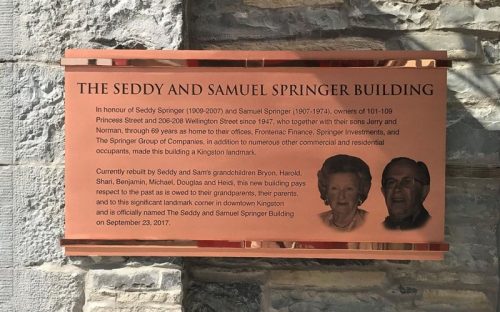 THE SEDDY AND SAMUEL SPRINGER BUILDING
In honour of Seddy Springer (1909-2007) and Samuel Springer (1907-1974), owners of 101-109
Princess Street and 206-208 Wellington Street since 1947, who together with their sons Jerry and
Norman, through 69 years as home to their offices, Frontenac Finance, Springer Investments, and
The Springer Group of Companies, in addition to numerous other commercial and residential
occupants, made this building a Kingston landmark.
Currently rebuilt by Seddy and Sam's grandchildren Bryon, Harold,
Shari, Benjamin, Michael, Douglas and Heidi, this new building pays
respect to the past as is owed to their grandparents, their parents,
and to this significant landmark corner in downtown Kingston
and is officially named The Seddy and Samuel Springer Building
on September 23, 2017.